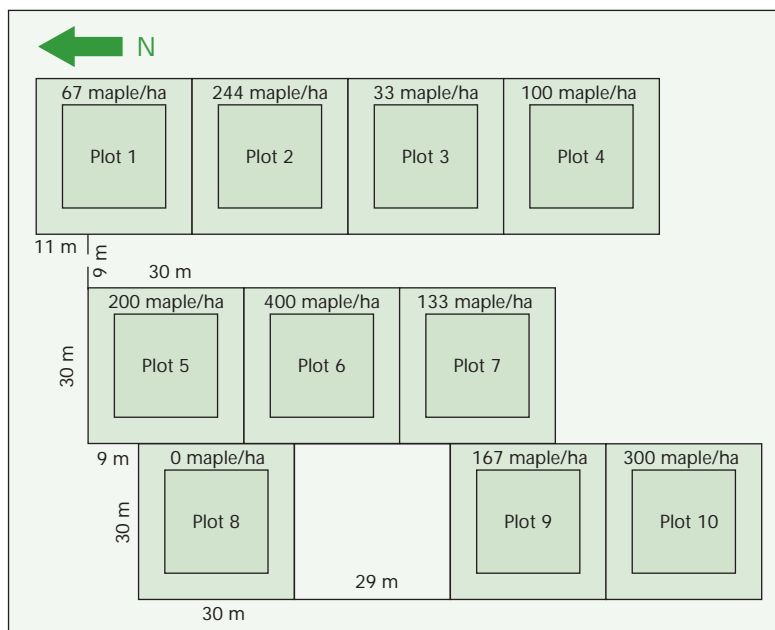 N
67 maple/ha 244 maple/ha 33 maple/ha 100 maple/ha
Plot 1 Plot 2 Plot 3 Plot 4
11 m
9 m
30 m
200 maple/ha 400 maple/ha 133 maple/ha
30 m
Plot 5 Plot 6 Plot 7
9 m
0 maple/ha 167 maple/ha 300 maple/ha
30 m
Plot 8 Plot 9 Plot 10
29 m
30 m